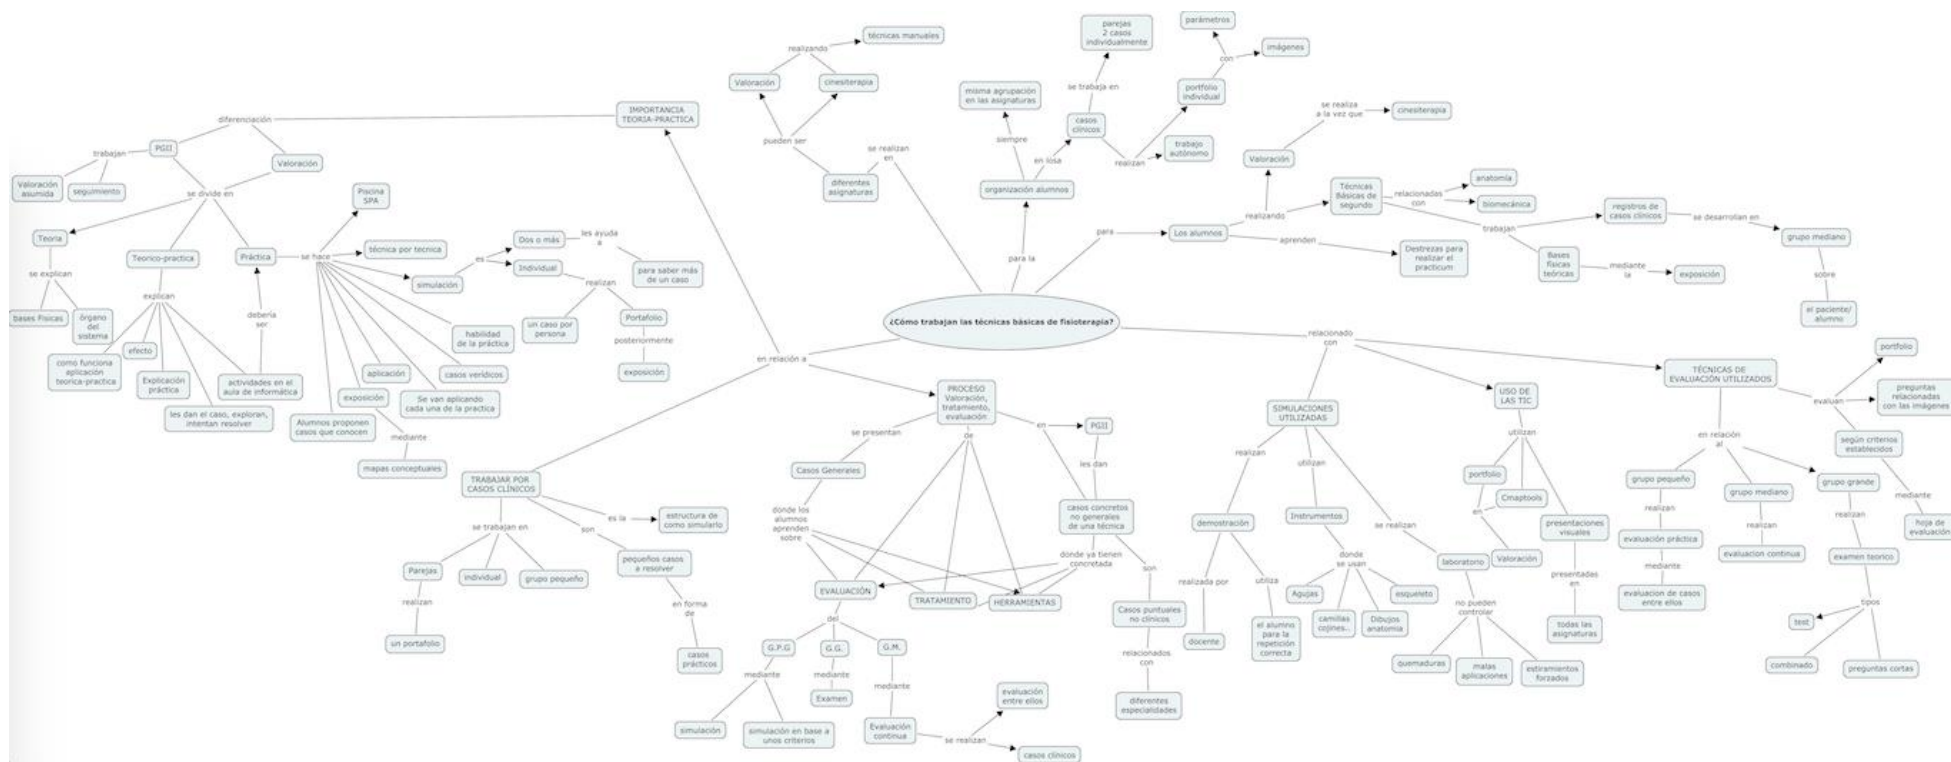 parejas
2 casos
individualmente
parámetros
técnicas manuales
realizando
imágenes
con
Valoración
cinesiterapia
misma agrupación
en las asignaturas
se trabaja en
portfolio
individual
IMPORTANCIA
TEORIA-PRACTICA
diferenciación
casos
clínicos
se realiza
a la vez que
cinesiterapia
pueden ser
siempre
en losa
realizan
trabajo
autónomo
PGII
trabajan
Valoración
Valoración
asumida
seguimiento
se divide en
se realizan
en
diferentes
asignaturas
organización alumnos
Valoración
realizando
Técnicas
Básicas de
segundo
relacionadas
con
anatomía
biomecánica
registros de
casos clínicos
se desarrollan en
trabajan
Piscina
SPA
Teoría
Teorico-practica
Práctica
se hace
técnica por tecnica
simulación
es
Dos o más
les ayuda
a
Individual
para saber más
de un caso
para la
para
Los alumnos
aprenden
Destrezas para
realizar el
practicum
Bases
físicas
teóricas
mediante
la
exposición
grupo mediano
sobre
el paciente/
alumno
se explican
bases Físicas
órgano
del
sistema
explican
debería
ser
realizan
un caso por
persona
Portafolio
posteriormente
exposición
habilidad
de la práctica
¿Cómo trabajan las técnicas básicas de fisioterapia?
como funciona
aplicación
teorica-practica
efecto
Explicación
práctica
actividades en el
aula de informática
les dan el caso, exploran,
intentan resolver
aplicación
casos verídicos
exposición
Se van aplicando
cada una de la practica
Alumnos proponen
casos que conocen
mediante
mapas conceptuales
en relación a
relacionado
con
PROCESO
Valoración,
tratamiento,
evaluación
se presentan
de
en
PGII
les dan
Casos Generales
casos concretos
no generales
de una técnica
donde los
alumnos
aprenden
sobre
donde ya tienen
concretada
son
EVALUACIÓN
TRATAMIENTO
HERRAMIENTAS
Casos puntuales
no clínicos
relacionados
con
diferentes
especialidades
del
G.P.G
G.G.
G.M.
mediante
mediante
mediante
simulación
simulación en base a
unos criterios
Examen
Evaluación
continua
se realizan
evaluación
entre ellos
casos clínicos
TRABAJAR POR
CASOS CLÍNICOS
se trabajan en
son
es la
estructura de
como simularlo
Parejas
individual
grupo pequeño
pequeños casos
a resolver
realizan
un portafolio
en forma
de
casos
prácticos
SIMULACIONES
UTILIZADAS
realizan
utilizan
se realizan
demostración
Instrumentos
laboratorio
realizada por
utiliza
docente
el alumno
para la
repetición
correcta
donde
se usan
Agujas
camillas
cojines..
Dibujos
anatomia
esqueleto
no pueden
controlar
quemaduras
malas
aplicaciones
estiramientos
forzados
USO DE
LAS TIC
utilizan
portfolio
Cmaptools
presentaciones
visuales
en
Valoración
presentadas
en
todas las
asignaturas
TÉCNICAS DE
EVALUACIÓN UTILIZADOS
evaluan
portfolio
preguntas
relacionadas
con las imágenes
según criterios
establecidos
mediante
hoja de
evaluación
en relación
al
grupo pequeño
grupo mediano
grupo grande
realizan
realizan
realizan
evaluación práctica
evaluacion continua
examen teorico
mediante
evaluacion de casos
entre ellos
tipos
test
combinado
preguntas cortas